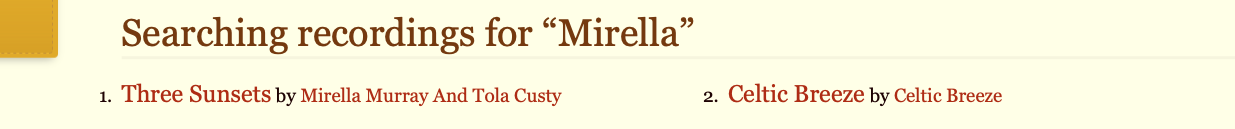 Searching recordings for “Mirella”
1. Three Sunsets by Mirella Murray And Tola Custy
2. Celtic Breeze by Celtic Breeze